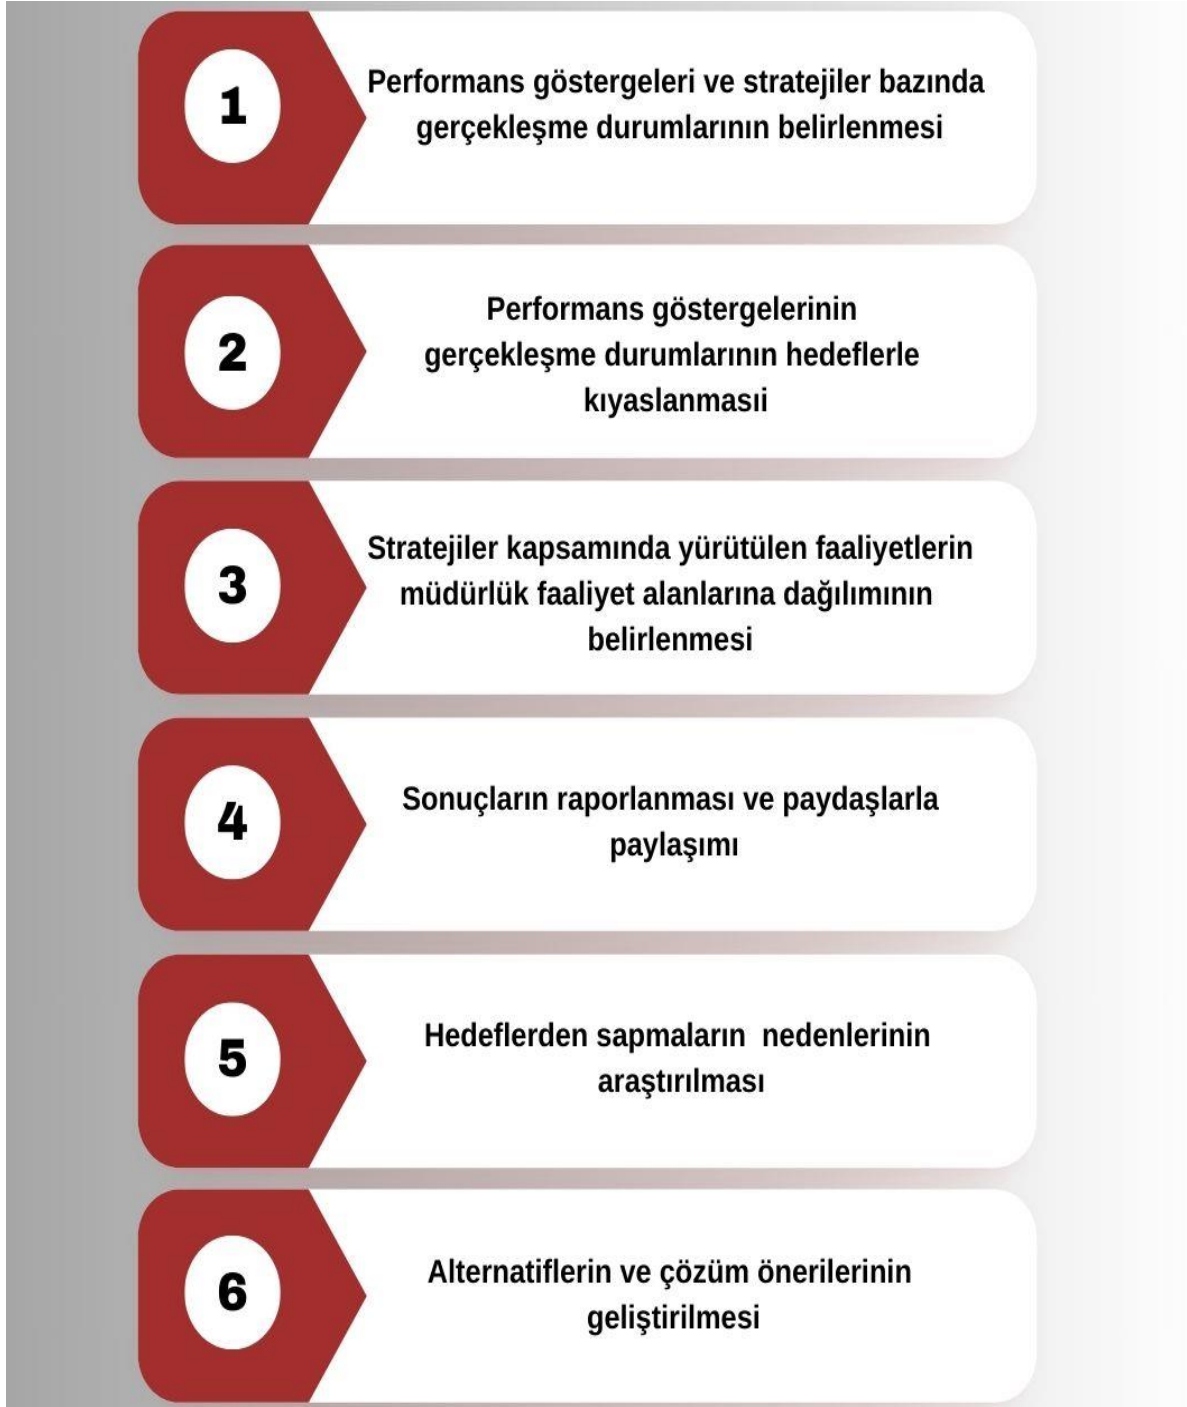 1
Performans göstergeleri ve stratejiler bazında
gerçekleşme durumlarının belirlenmesi
2
Performans göstergelerinin
gerçekleşme durumlarının hedeflerle
kıyaslanmasıi
3
Stratejiler kapsamında yürütülen faaliyetlerin
müdürlük faaliyet alanlarına dağılımının
belirlenmesi
4
Sonuçların raporlanması ve paydaşlarla
paylaşımı
5
Hedeflerden sapmaların  nedenlerinin
araştırılması
6
Alternatiflerin ve çözüm önerilerinin
geliştirilmesi